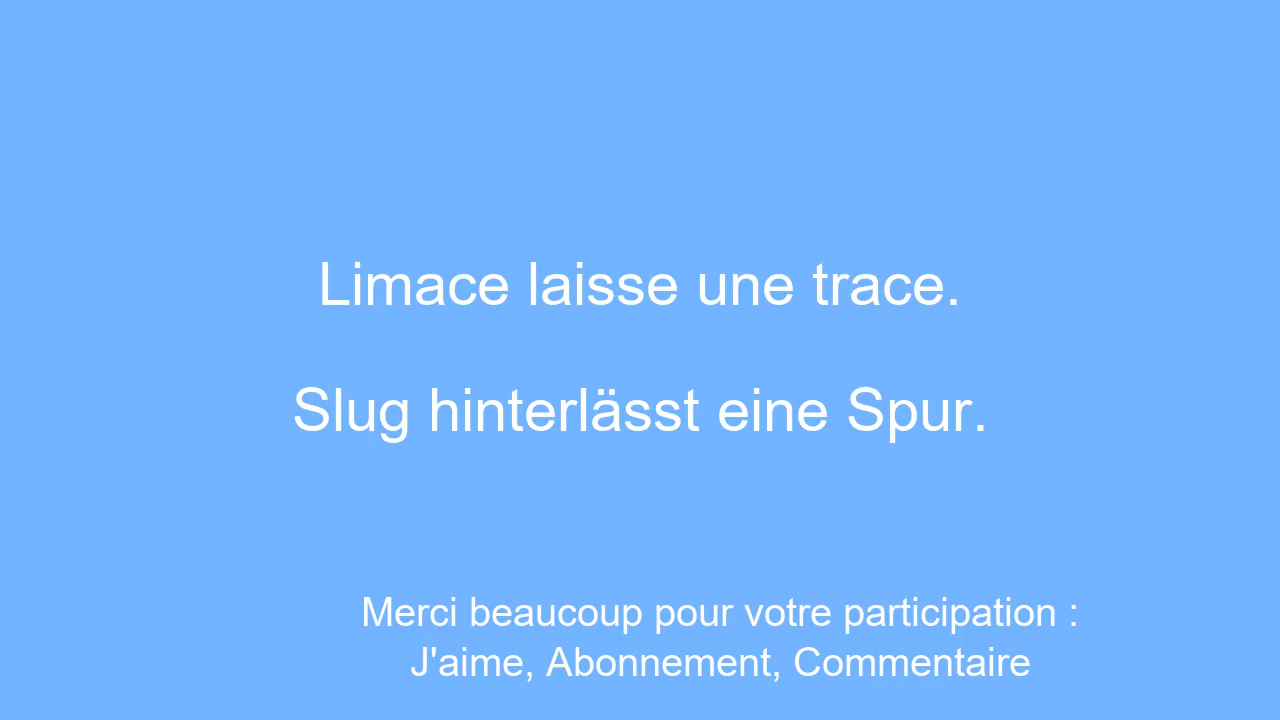 Limace laisse une trace.
Slug hinterlässt eine Spur.
Merci beaucoup pour votre participation :
J'aime, Abonnement, Commentaire